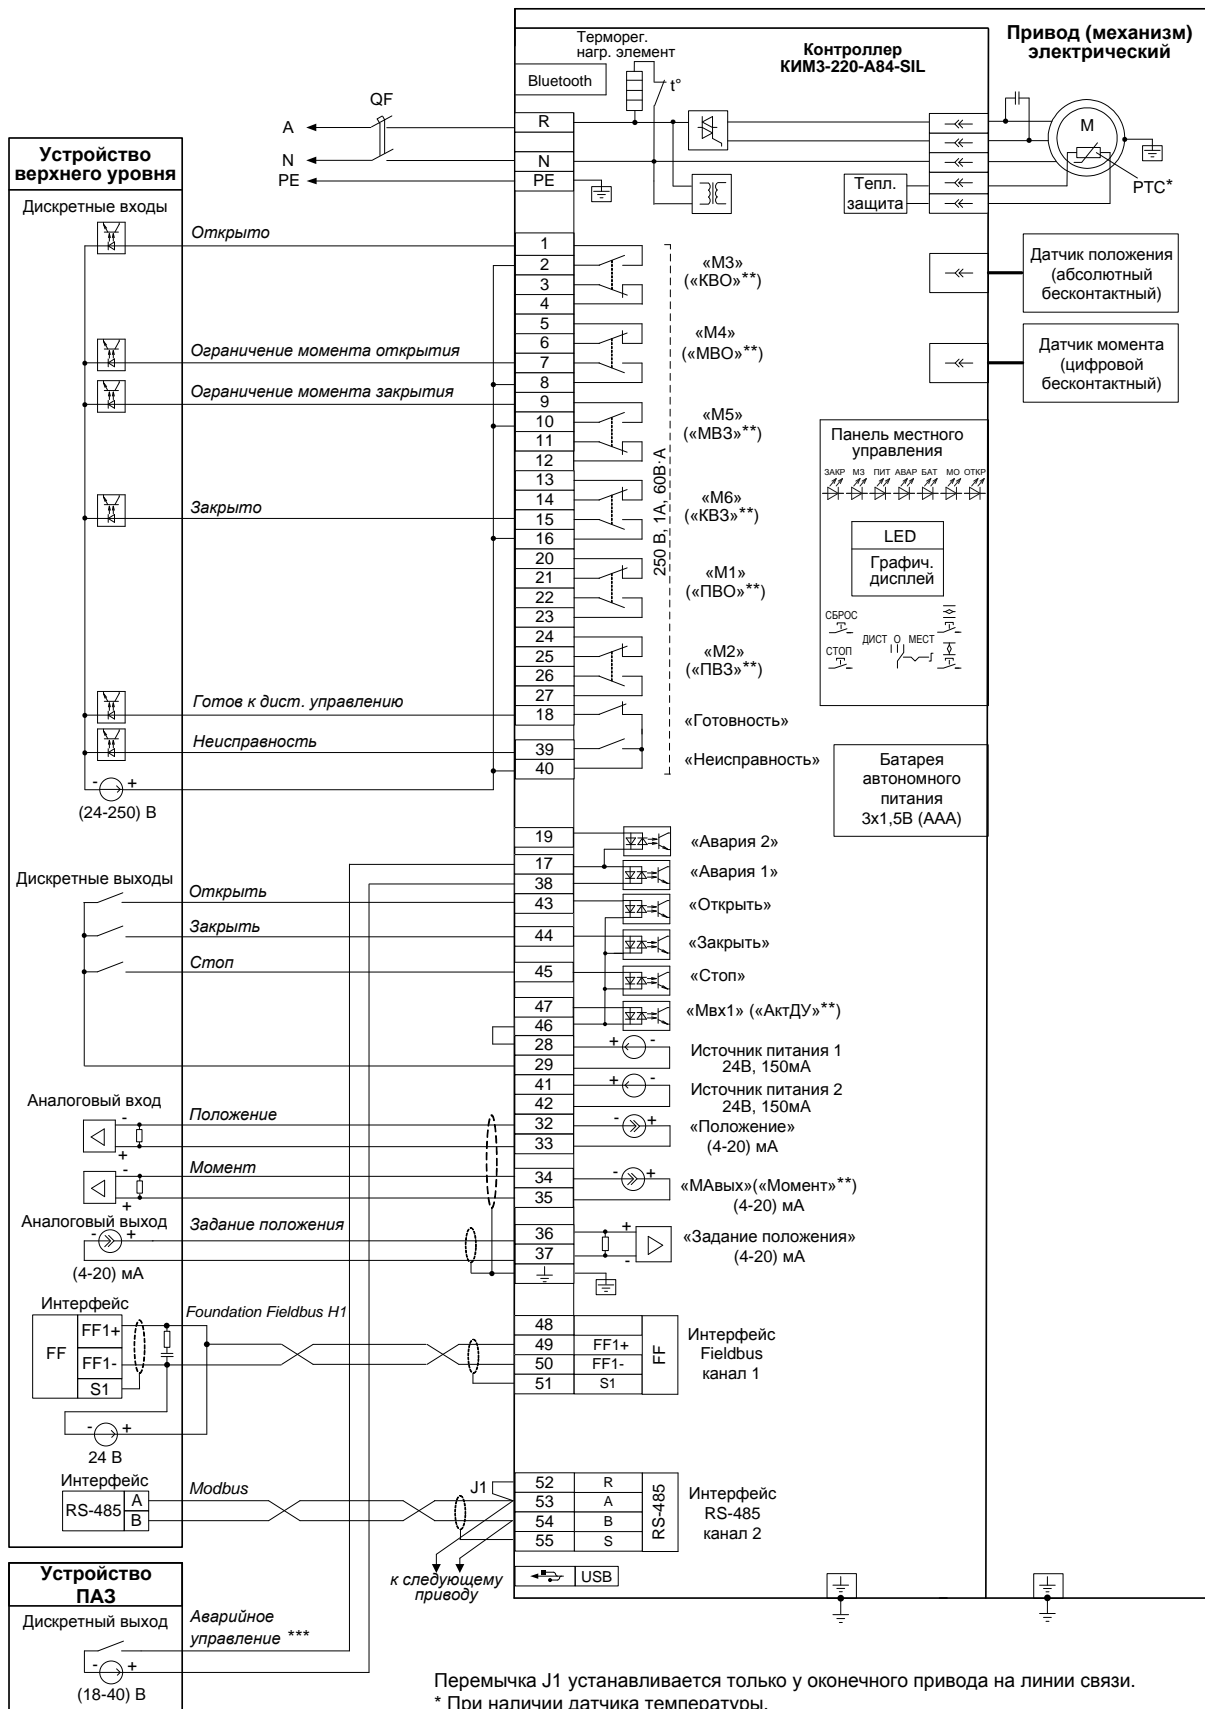 Привод (механизм)
электрический
Контроллер
КИМ3-220-А84-SIL
Терморег.
нагр. элемент
t°
Bluetooth
QF
A
N
PE
R
N
PE
M
Тепл.
защита
PTC*
Устройство
верхнего уровня
Дискретные входы
Открыто
Ограничение момента открытия
Ограничение момента закрытия
Закрыто
Готов к дист. управлению
Неисправность
- +
(24-250) В
1
2
3
4
5
6
7
8
9
10
11
12
13
14
15
16
20
21
22
23
24
25
26
27
18
39
40
«М3»
(«КВО»**)
«М4»
(«МВО»**)
«М5»
(«МВЗ»**)
«М6»
(«КВЗ»**)
«М1»
(«ПВО»**)
«М2»
(«ПВЗ»**)
«Готовность»
«Неисправность»
250 В, 1А, 60В·А
Датчик положения
(абсолютный
бесконтактный)
Датчик момента
(цифровой
бесконтактный)
Панель местного
управления
ЗАКР МЗ ПИТ АВАР БАТ МО ОТКР
LED
Графич.
дисплей
СБРОС
СТОП
ДИСТ О МЕСТ
Батарея
автономного
питания
3х1,5В (ААА)
Дискретные выходы
Открыть
Закрыть
Стоп
19
17
38
43
44
45
47
46
28
29
41
42
32
33
34
35
36
37
«Авария 2»
«Авария 1»
«Открыть»
«Закрыть»
«Стоп»
«Мвх1» («АктДУ»**)
+ -
Источник питания 1
24В, 150мА
+ -
Источник питания 2
24В, 150мА
- +
«Положение»
(4-20) мА
- +
«МАвых»(«Момент»**)
(4-20) мА
+
-
«Задание положения»
(4-20) мА
Аналоговый вход
Положение
-
+
Момент
-
+
Аналоговый выход
Задание положения
- +
(4-20) мА
Интерфейс
Foundation Fieldbus H1
FF
FF1+
FF1-
S1
- +
24 В
48
49 FF1+
50 FF1-
51 S1
FF
Интерфейс
Fieldbus
канал 1
Интерфейс
RS-485
A
B
Modbus
J1
52 R
53 A
54 B
55 S
RS-485
Интерфейс
RS-485
канал 2
к следующему
приводу
USB
Устройство
ПАЗ
Дискретный выход
Аварийное
управление ***
- +
(18-40) В
Перемычка J1 устанавливается только у оконечного привода на линии связи.
* При наличии датчика температуры.